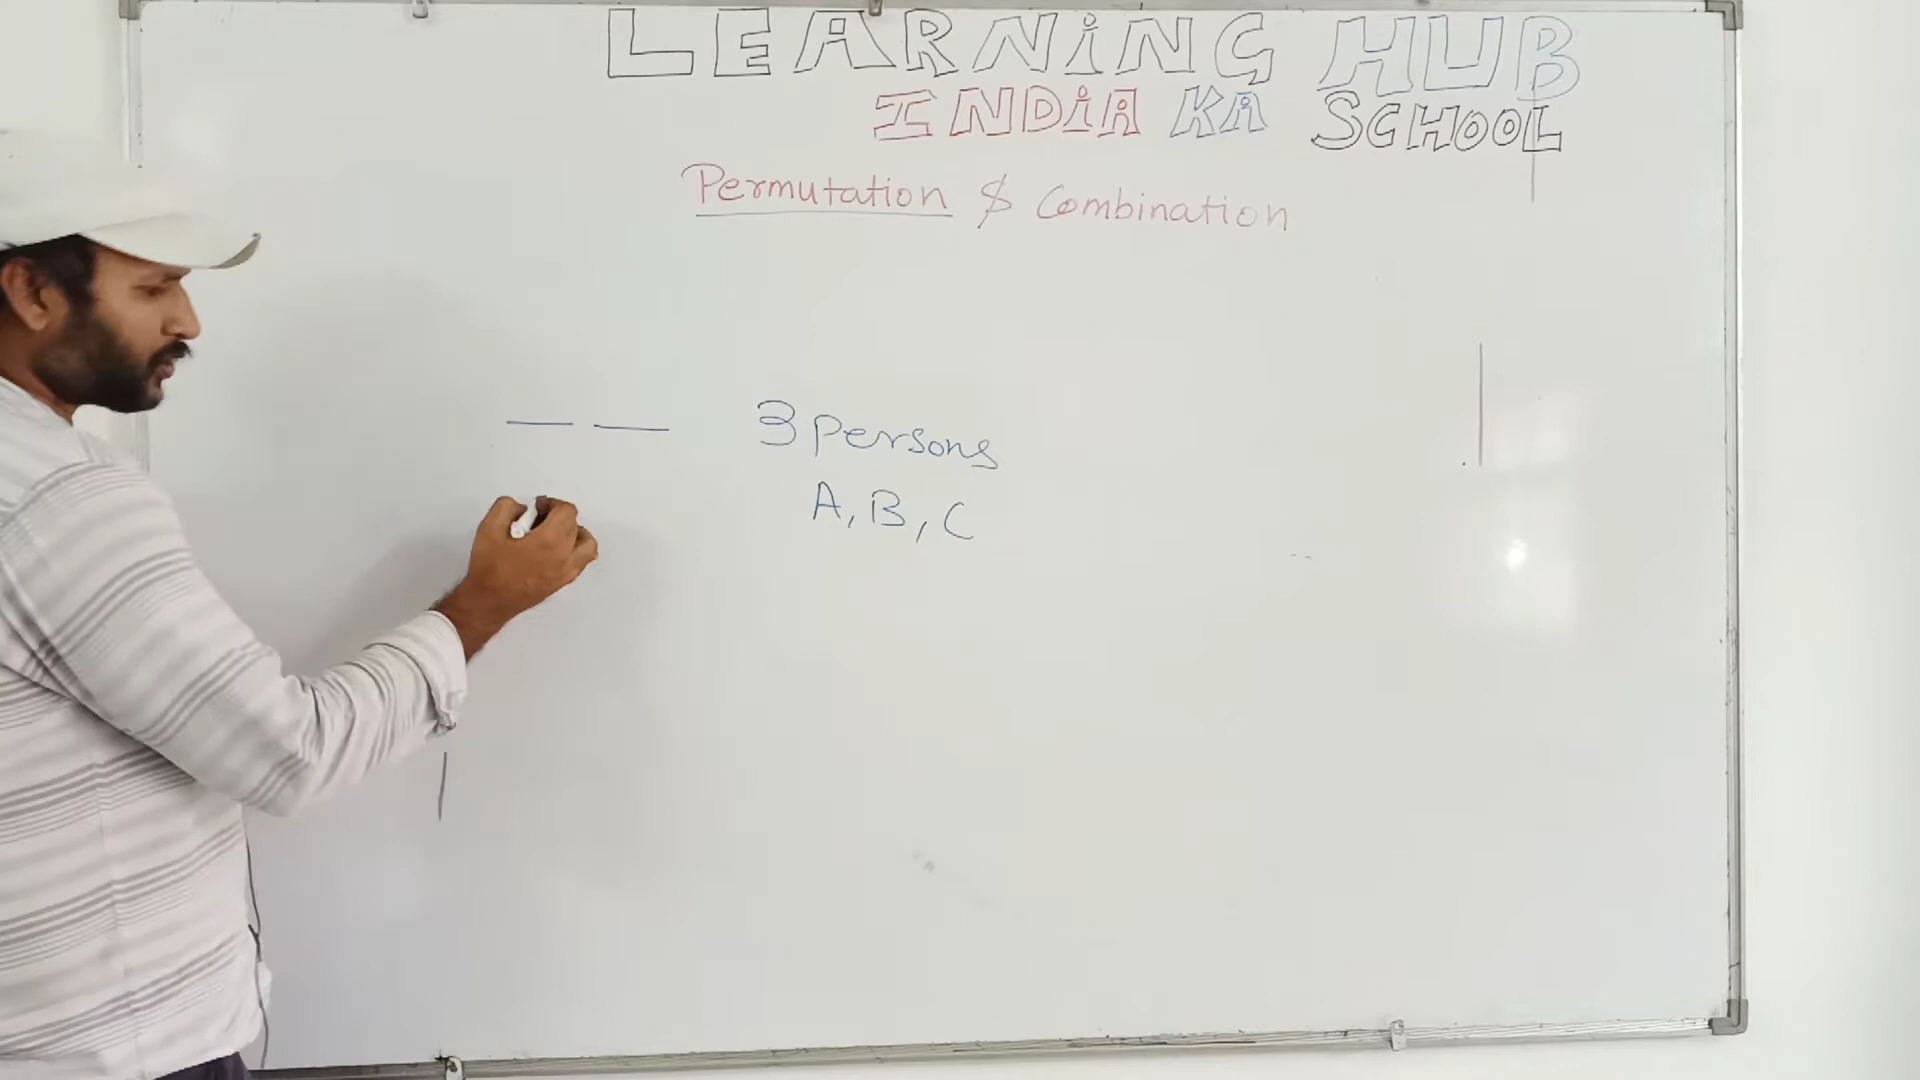 LEARNiNG HUB
INDiA KA SCHOOL
Permutation & Combination
3 persons
A, B, C